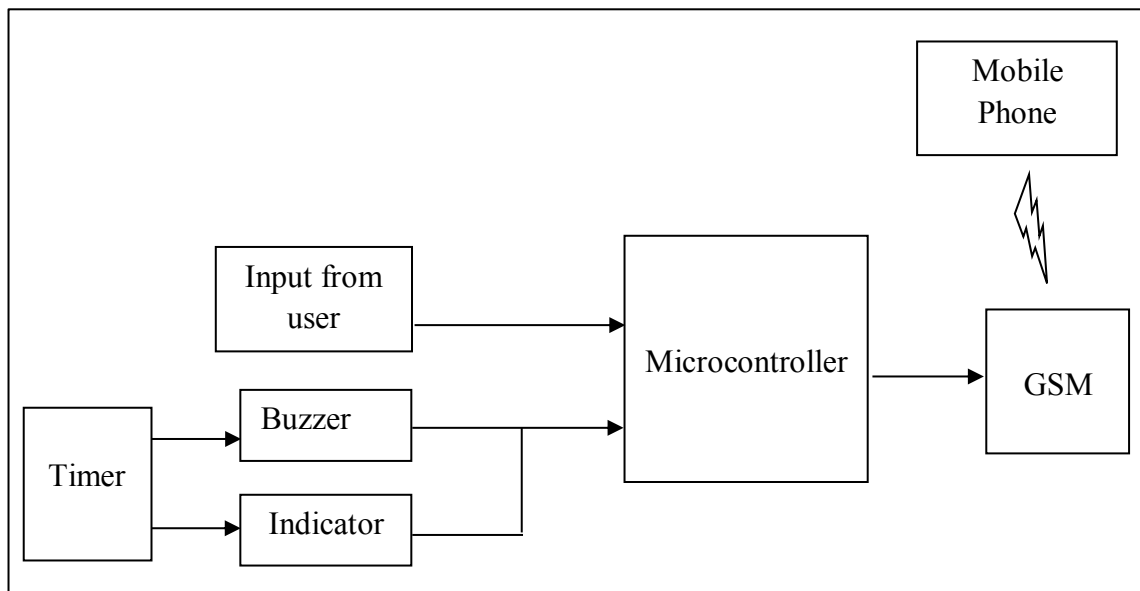 Mobile
Phone
Input from
user
Microcontroller
GSM
Buzzer
Timer
Indicator